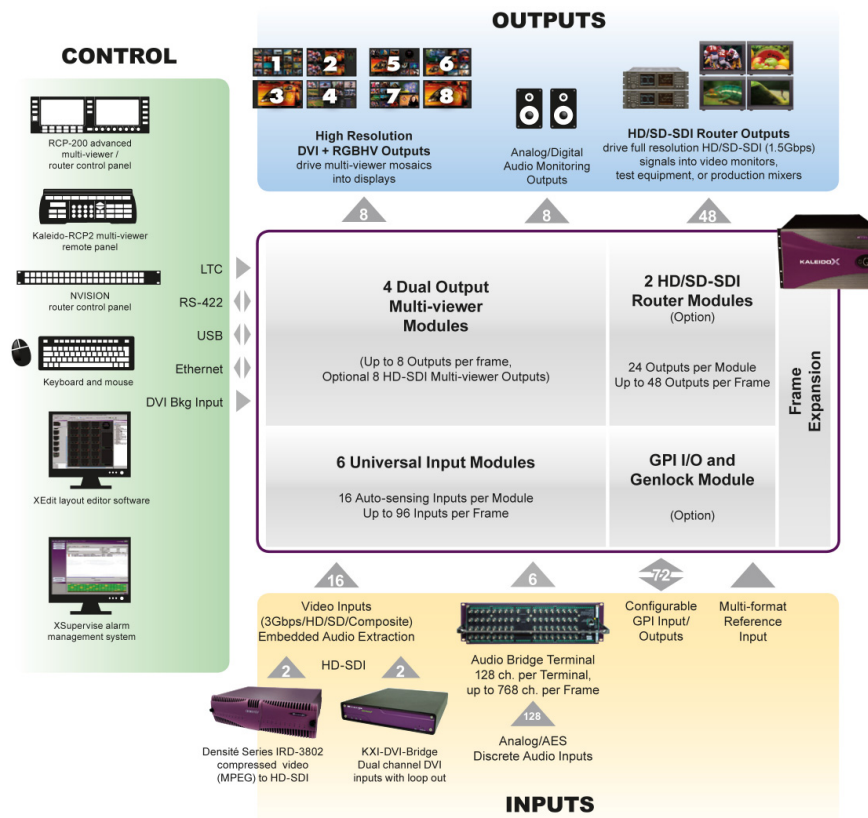 OUTPUTS
CONTROL
RCP-200 advanced
multi-viewer /
router control panel
Kaleido-RCP2 multi-viewer
remote panel
NVISION
router control panel
Keyboard and mouse
XEdit layout editor software
XSupervise alarm
management system
LTC
RS-422
USB
Ethernet
DVI Bkg Input
1
2
5
6
3
4
7
8
High Resolution
DVI + RGBHV Outputs
drive multi-viewer mosaics
into displays
Analog/Digital
Audio Monitoring
Outputs
HD/SD-SDI Router Outputs
drive full resolution HD/SD-SDI (1.5Gbps)
signals into video monitors,
test equipment, or production mixers
8
8
48
KALEIDOX
4 Dual Output
Multi-viewer
Modules
(Up to 8 Outputs per frame,
Optional 8 HD-SDI Multi-viewer Outputs)
2 HD/SD-SDI
Router Modules
(Option)
24 Outputs per Module
Up to 48 Outputs per Frame
Frame
Expansion
6 Universal Input Modules
16 Auto-sensing Inputs per Module
Up to 96 Inputs per Frame
GPI I/O and
Genlock Module
(Option)
16
6
72
Video Inputs
(3Gbps/HD/SD/Composite)
Embedded Audio Extraction
HD-SDI
2
2
Densité Series IRD-3802
compressed video
(MPEG) to HD-SDI
KXI-DVI-Bridge
Dual channel DVI
inputs with loop out
Audio Bridge Terminal
128 ch. per Terminal,
up to 768 ch. per Frame
128
Analog/AES
Discrete Audio Inputs
Configurable
GPI Input/
Outputs
Multi-format
Reference
Input
INPUTS